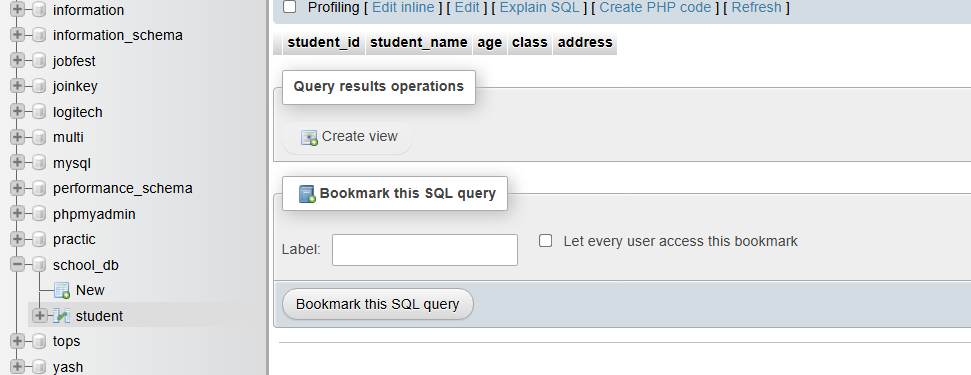 information
information_schema
jobfest
joinkey
logitech
multi
mysql
performance_schema
phpmyadmin
practic
school_db
New
student
tops
yash
Profiling [ Edit inline ] [ Edit ] [ Explain SQL ] [ Create PHP code ] [ Refresh ]
student_id student_name age class address
Query results operations
Create view
Bookmark this SQL query
Label:
Let every user access this bookmark
Bookmark this SQL query